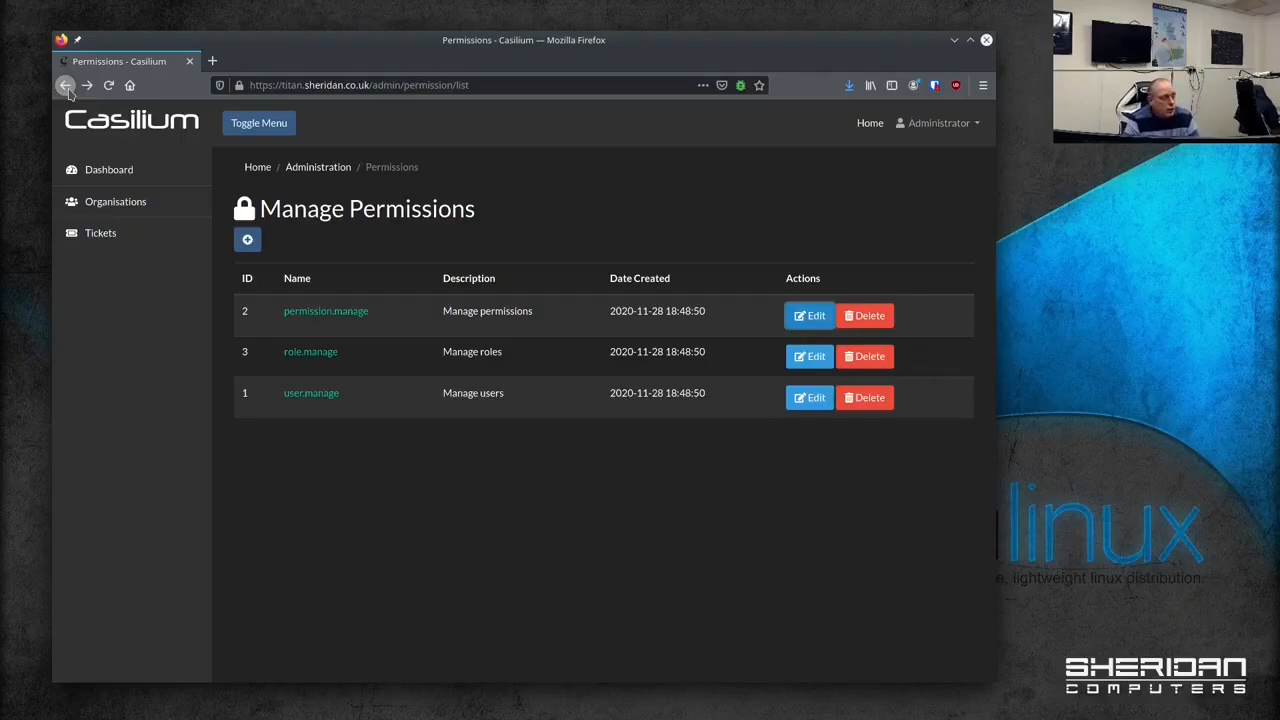 Permissions - Casilium — Mozilla Firefox
Permissions - Casilium
https://titan.sheridan.co.uk/admin/permission/list
Casilium
Toggle Menu
Home
Administrator
Dashboard
Organisations
Tickets
Home / Administration / Permissions
Manage Permissions
ID Name Description Date Created Actions
2 permission.manage Manage permissions 2020-11-28 18:48:50 Edit Delete
3 role.manage Manage roles 2020-11-28 18:48:50 Edit Delete
1 user.manage Manage users 2020-11-28 18:48:50 Edit Delete
linux
, lightweight linux distribution.
SHERIDAN
COMPUTERS